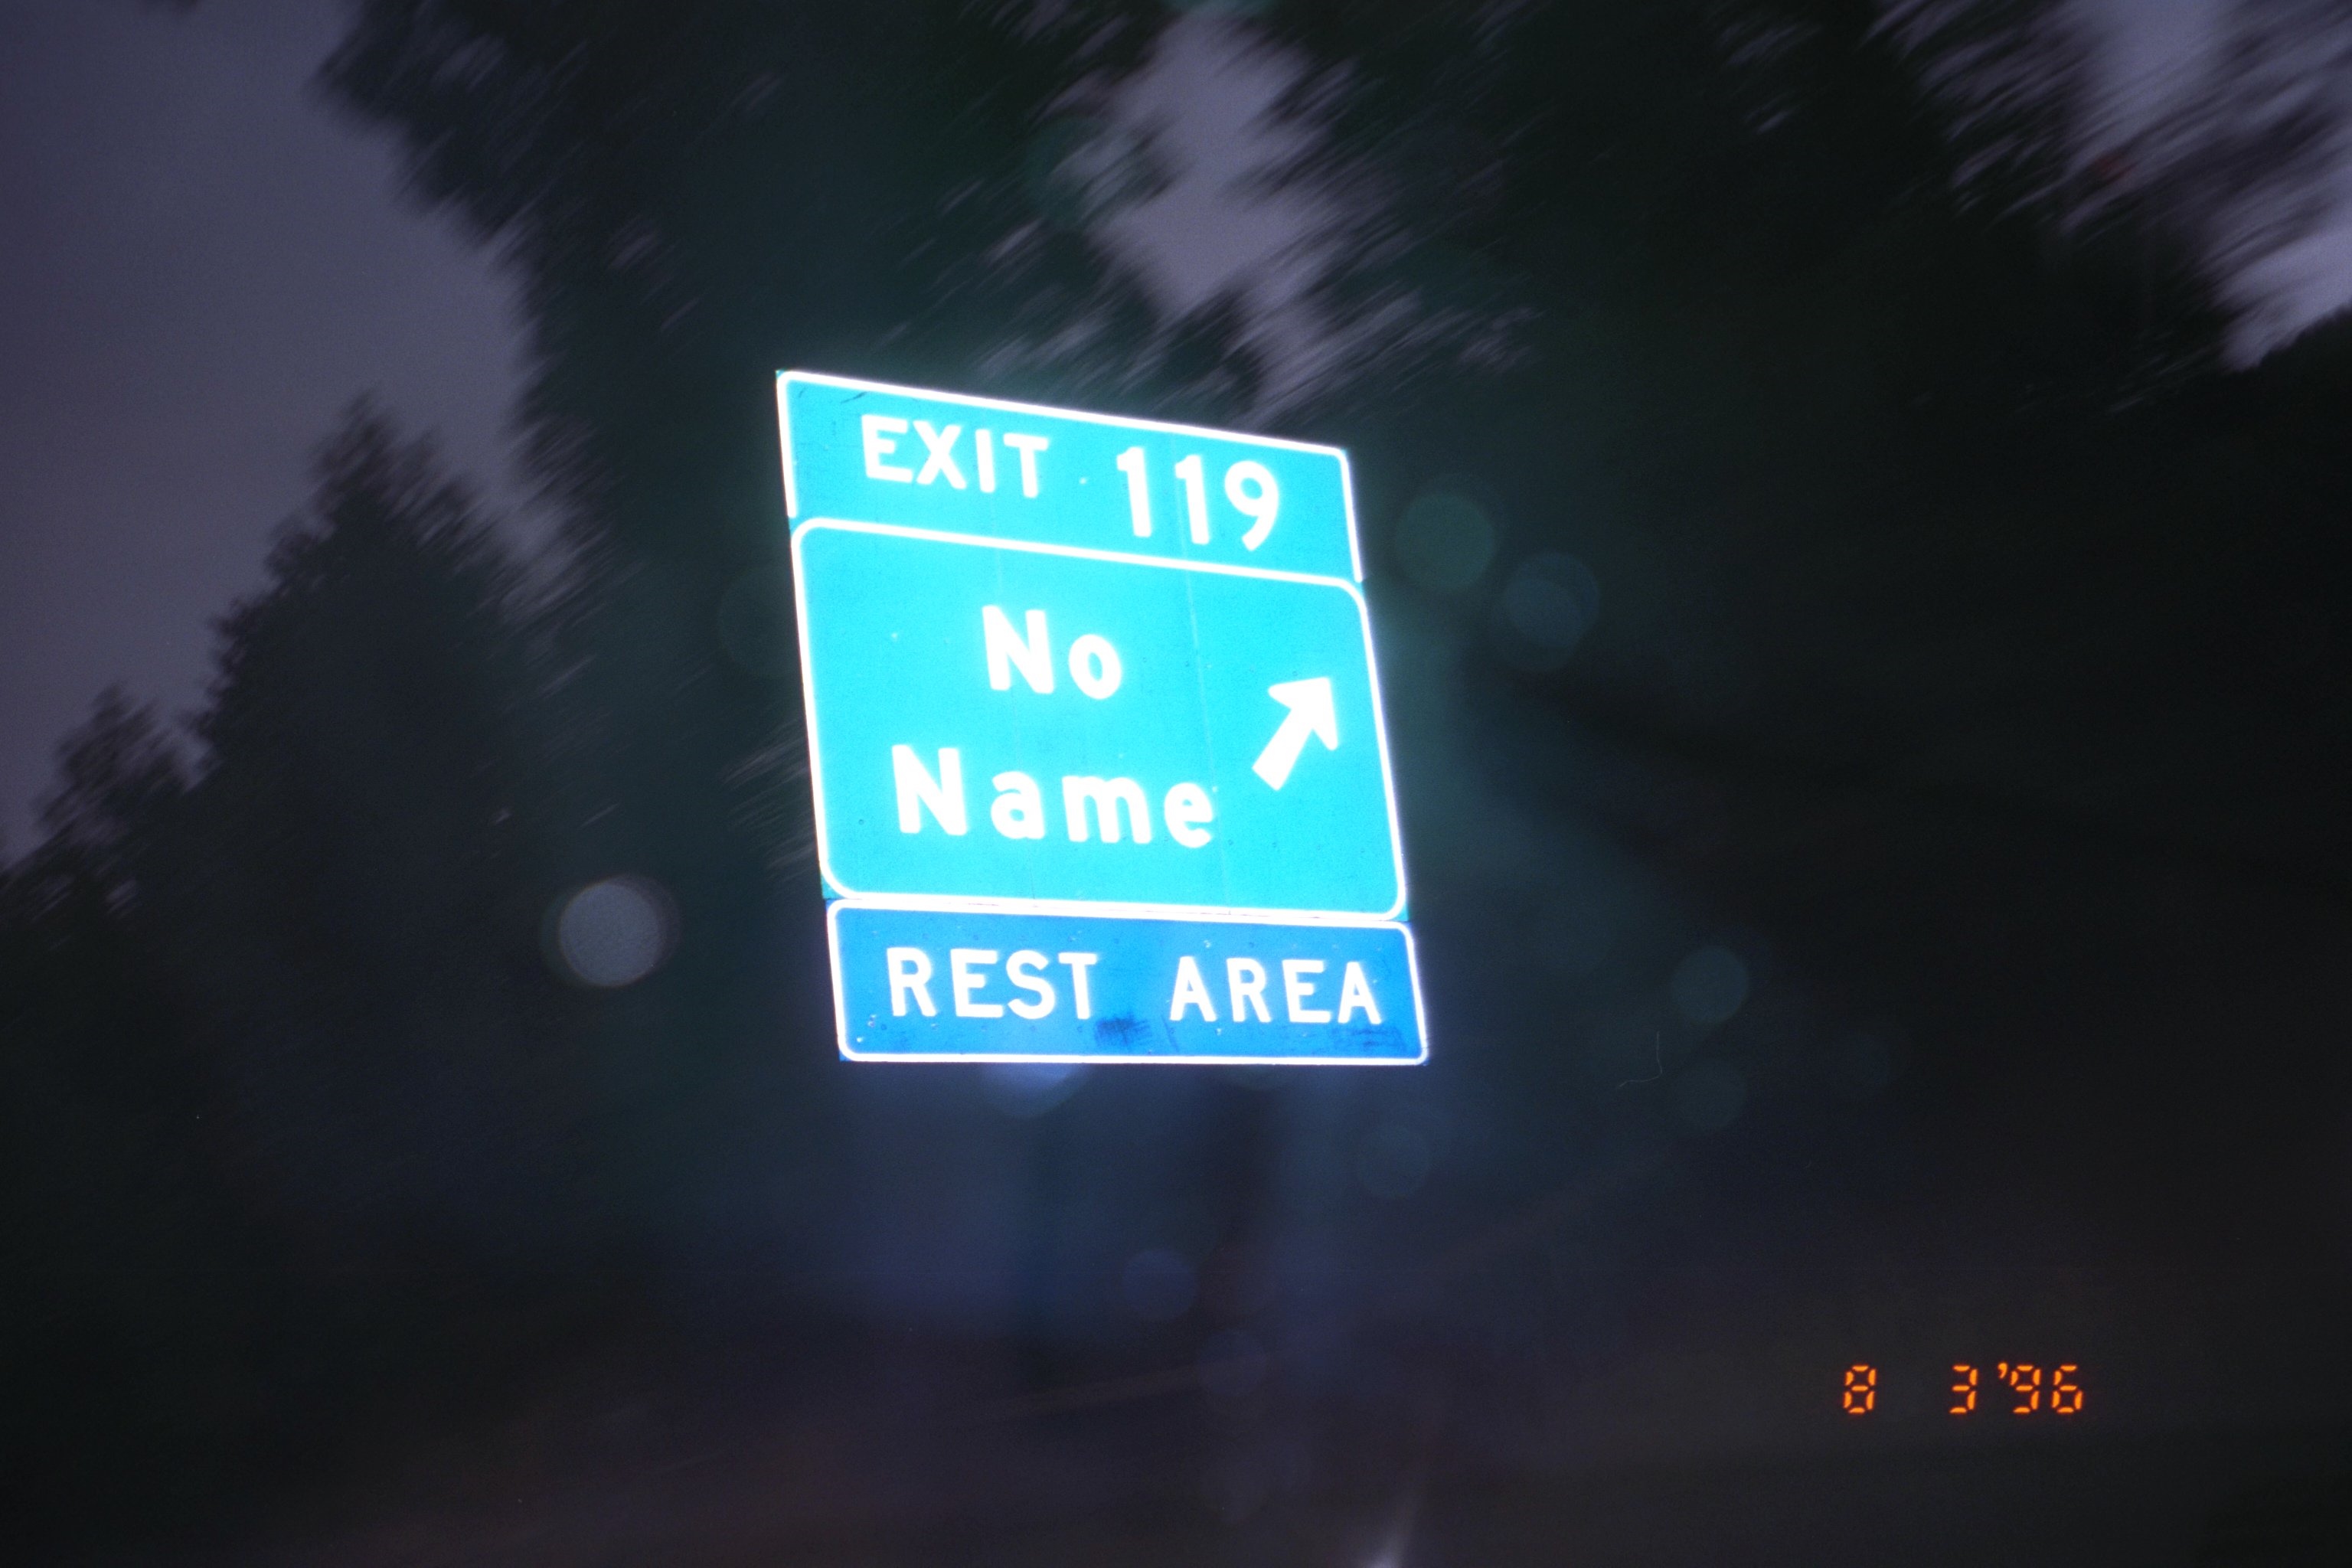 EXIT 119
No
Name
REST AREA
8 3 '96